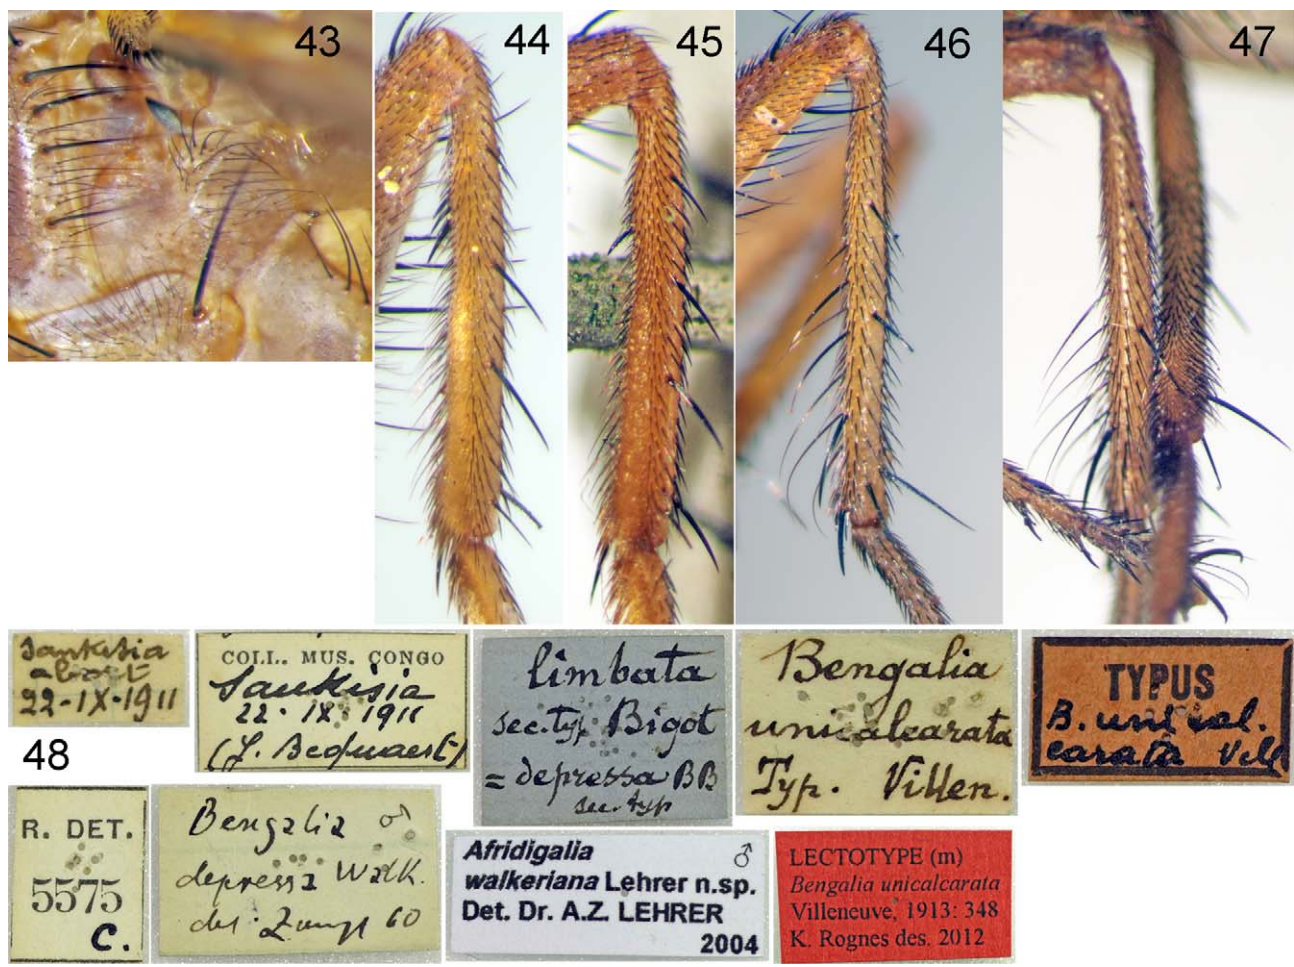 43
44
45
46
47
Sankisia
22-IX-1911
COLL. MUS. CONGO
Sankisia
22-IX-1911
(J. Bequaert)
limbata
sec. typ. Bigot
= depressa BB
sec. typ
Bengalia
unicalcarata
Typ. Villen.
TYPUS
B. unical.
carata Vill
48
R. DET.
5575
C.
Bengalia ♂
depressa Walk.
det. Zumpt 60
Afridigalia ♂
walkeriana Lehrer n.sp.
Det. Dr. A.Z. LEHRER
2004
LECTOTYPE (m)
Bengalia unicalcarata
Villeneuve, 1913: 348
K. Rognes des. 2012